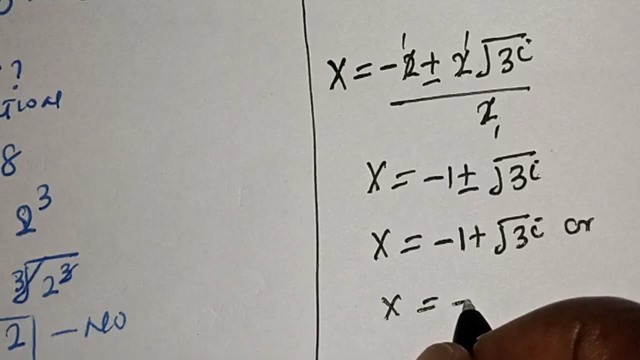 ?
TION
8
2³
∛2³
2 - No
X = -2 ± 2√3i / 2
X = -1 ± √3i
X = -1 + √3i or
X = -